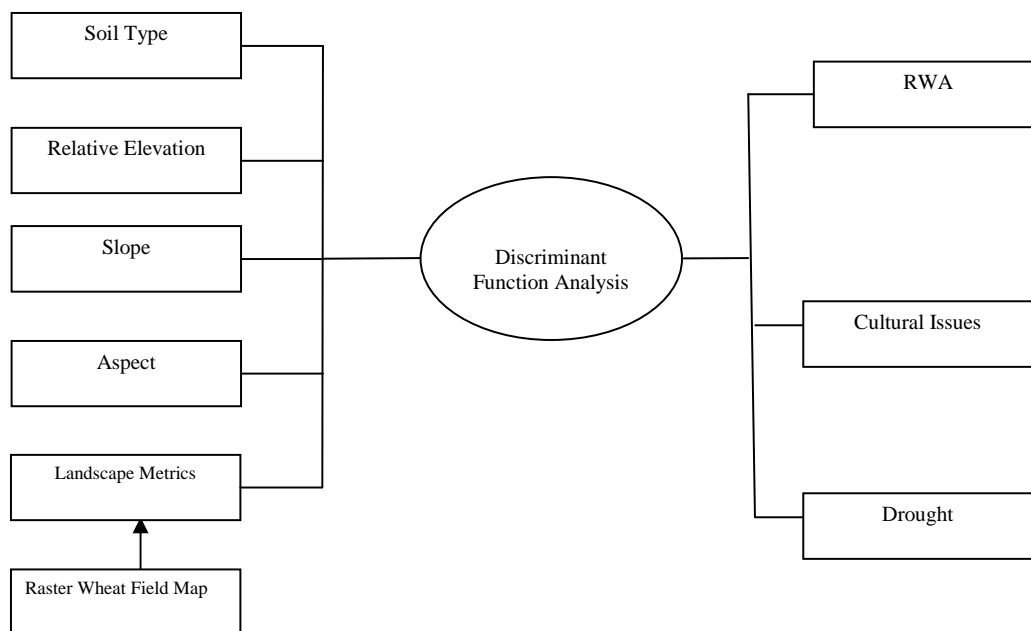 Soil Type
Relative Elevation
Slope
Aspect
Landscape Metrics
Raster Wheat Field Map
Discriminant
Function Analysis
RWA
Cultural Issues
Drought